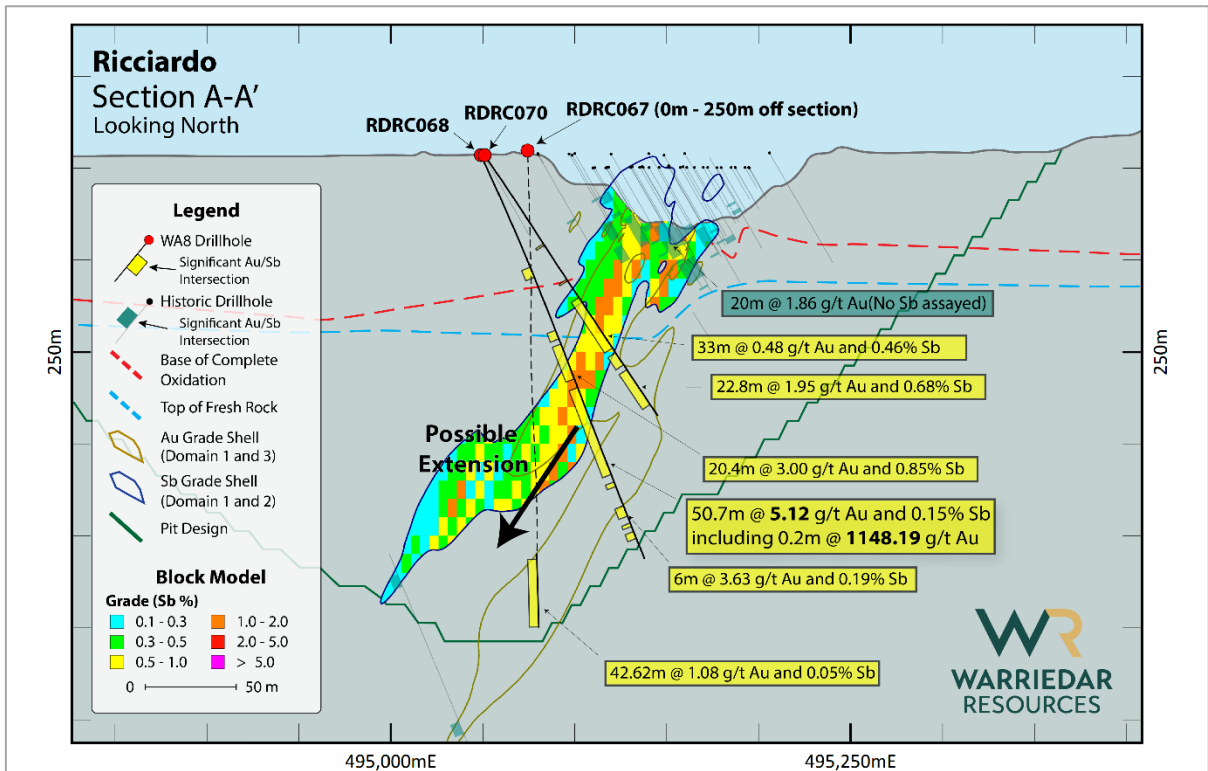 Ricciardo
Section A-A'
Looking North
RDRC068
RDRC070
RDRC067 (0m - 250m off section)
Legend
WA8 Drillhole
Significant Au/Sb
Intersection
Historic Drillhole
Significant Au/Sb
Intersection
Base of Complete
Oxidation
Top of Fresh Rock
Au Grade Shell
(Domain 1 and 3)
Sb Grade Shell
(Domain 1 and 2)
Pit Design
Block Model
Grade (Sb %)
0.1 - 0.3
1.0 - 2.0
0.3 - 0.5
2.0 - 5.0
0.5 - 1.0
> 5.0
0
50 m
250m
250m
20m @ 1.86 g/t Au(No Sb assayed)
33m @ 0.48 g/t Au and 0.46% Sb
22.8m @ 1.95 g/t Au and 0.68% Sb
Possible
Extension
20.4m @ 3.00 g/t Au and 0.85% Sb
50.7m @ 5.12 g/t Au and 0.15% Sb
including 0.2m @ 1148.19 g/t Au
6m @ 3.63 g/t Au and 0.19% Sb
42.62m @ 1.08 g/t Au and 0.05% Sb
WR
WARRIEDAR
RESOURCES
495,000mE
495,250mE